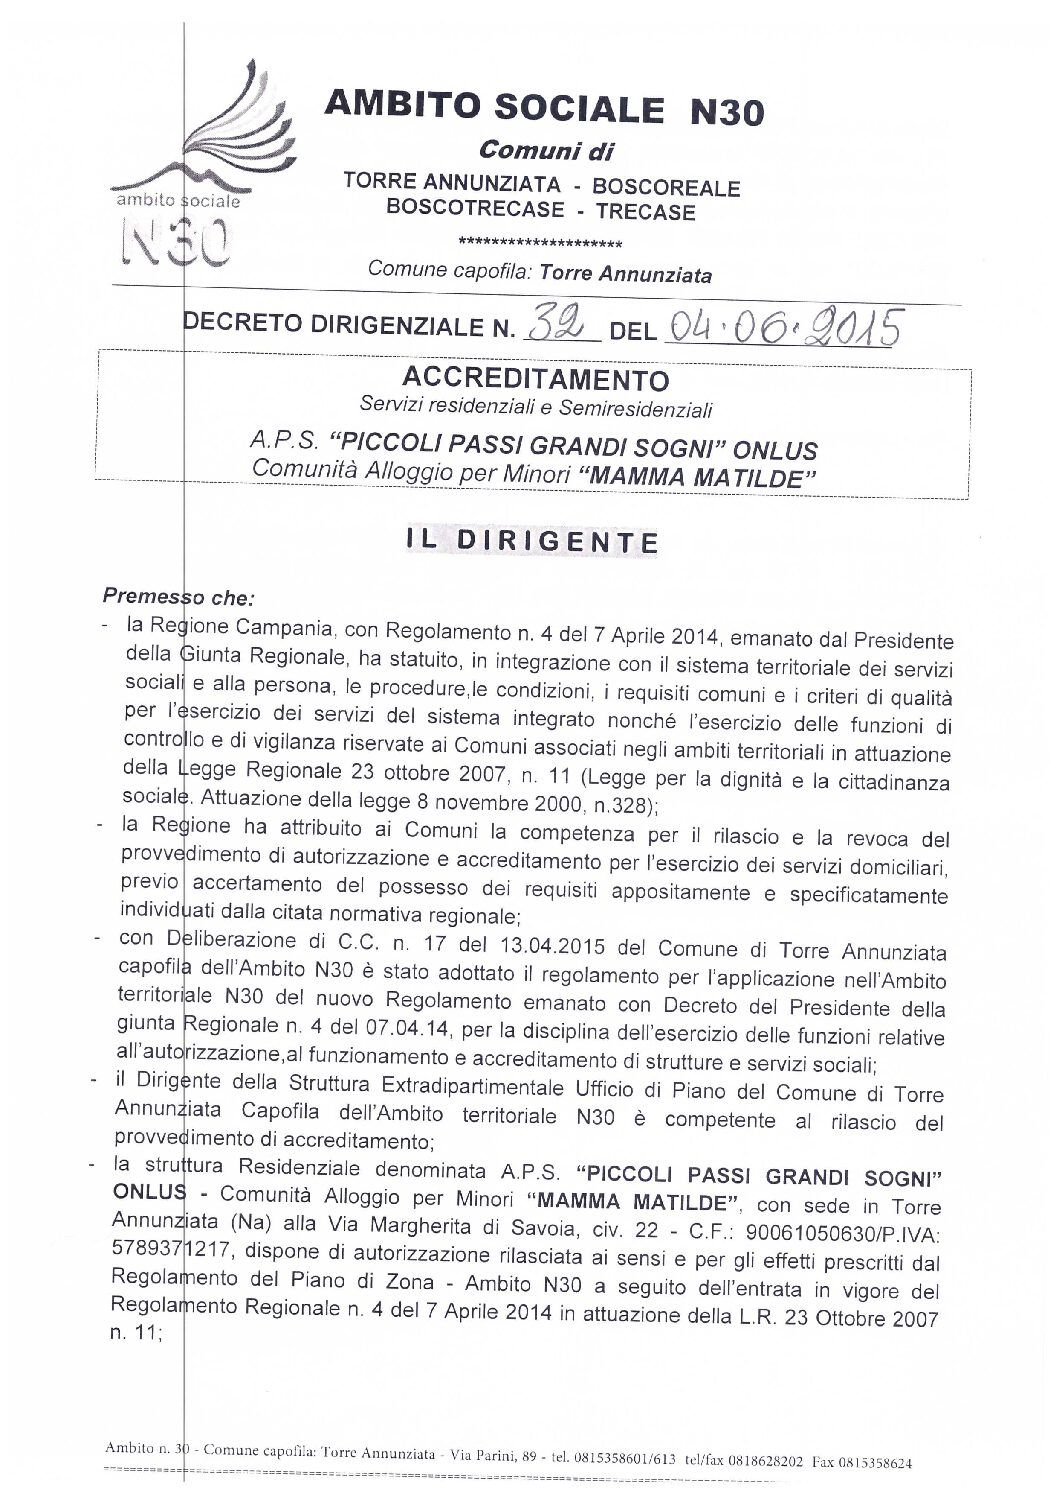 AMBITO SOCIALE N30
Comuni di
TORRE ANNUNZIATA - BOSCOREALE
BOSCOTRECASE - TRECASE
********************
Comune capofila: Torre Annunziata
ambito sociale
N30
DECRETO DIRIGENZIALE N. 32 DEL 04.06.2015
ACCREDITAMENTO
Servizi residenziali e Semiresidenziali
A.P.S. “PICCOLI PASSI GRANDI SOGNI” ONLUS
Comunità Alloggio per Minori “MAMMA MATILDE”
IL DIRIGENTE
Premesso che:
- la Regione Campania, con Regolamento n. 4 del 7 Aprile 2014, emanato dal Presidente
della Giunta Regionale, ha statuito, in integrazione con il sistema territoriale dei servizi
sociali e alla persona, le procedure,le condizioni, i requisiti comuni e i criteri di qualità
per l’esercizio dei servizi del sistema integrato nonché l’esercizio delle funzioni di
controllo e di vigilanza riservate ai Comuni associati negli ambiti territoriali in attuazione
della Legge Regionale 23 ottobre 2007, n. 11 (Legge per la dignità e la cittadinanza
sociale. Attuazione della legge 8 novembre 2000, n.328);
- la Regione ha attribuito ai Comuni la competenza per il rilascio e la revoca del
provvedimento di autorizzazione e accreditamento per l’esercizio dei servizi domiciliari,
previo accertamento del possesso dei requisiti appositamente e specificatamente
individuati dalla citata normativa regionale;
- con Deliberazione di C.C. n. 17 del 13.04.2015 del Comune di Torre Annunziata
capofila dell’Ambito N30 è stato adottato il regolamento per l’applicazione nell’Ambito
territoriale N30 del nuovo Regolamento emanato con Decreto del Presidente della
giunta Regionale n. 4 del 07.04.14, per la disciplina dell’esercizio delle funzioni relative
all’autorizzazione,al funzionamento e accreditamento di strutture e servizi sociali;
- il Dirigente della Struttura Extradipartimentale Ufficio di Piano del Comune di Torre
Annunziata Capofila dell’Ambito territoriale N30 è competente al rilascio del
provvedimento di accreditamento;
- la struttura Residenziale denominata A.P.S. “PICCOLI PASSI GRANDI SOGNI”
ONLUS - Comunità Alloggio per Minori “MAMMA MATILDE”, con sede in Torre
Annunziata (Na) alla Via Margherita di Savoia, civ. 22 - C.F.: 90061050630/P.IVA:
5789371217, dispone di autorizzazione rilasciata ai sensi e per gli effetti prescritti dal
Regolamento del Piano di Zona - Ambito N30 a seguito dell’entrata in vigore del
Regolamento Regionale n. 4 del 7 Aprile 2014 in attuazione della L.R. 23 Ottobre 2007
n. 11;
Ambito n. 30 - Comune capofila: Torre Annunziata - Via Parini, 89 - tel. 0815358601/613 tel/fax 0818628202 Fax 0815358624